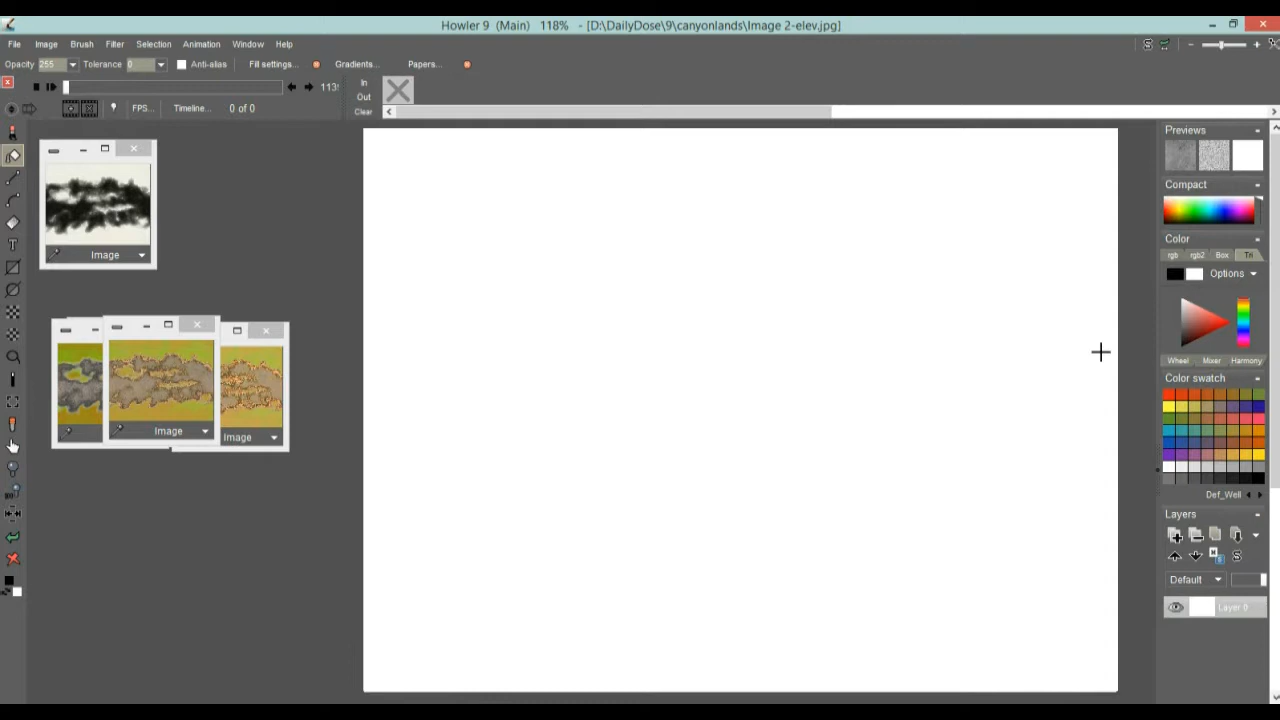 Howler 9 (Main) 118% - [D:\DailyDose\9\canyonlands\Image 2-elev.jpg]
File Image Brush Filter Selection Animation Window Help
S
Opacity 255 Tolerance 0 Anti-alias Fill settings... Gradients... Papers...
In
113
Out
FPS... Timeline... 0 of 0
Clear
Previews
Compact
Color
rgb rgb2 Box Tri
Options
Wheel Mixer Harmony
Color swatch
Def_Well
Layers
Default
Layer 0
T
Image
Image
Image